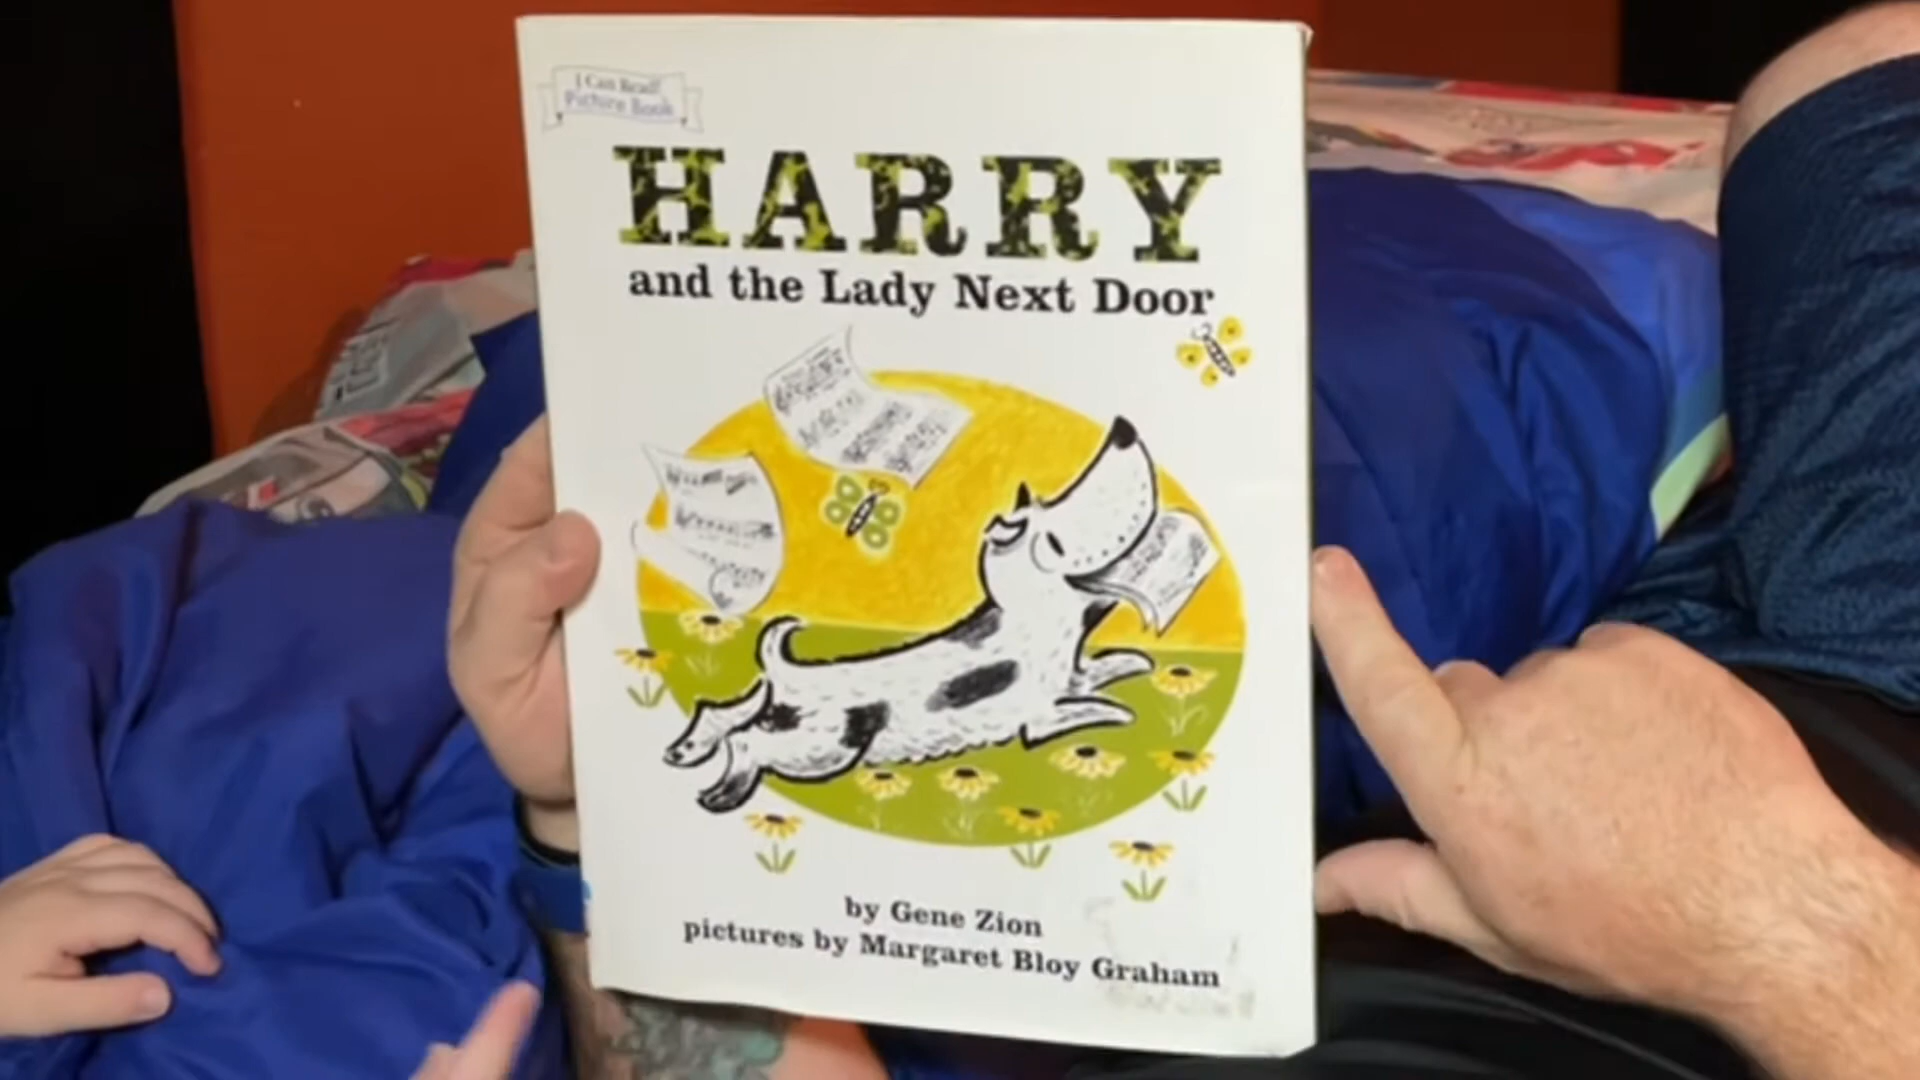 I Can Read!
Picture Book
HARRY
and the Lady Next Door
by Gene Zion
pictures by Margaret Bloy Graham